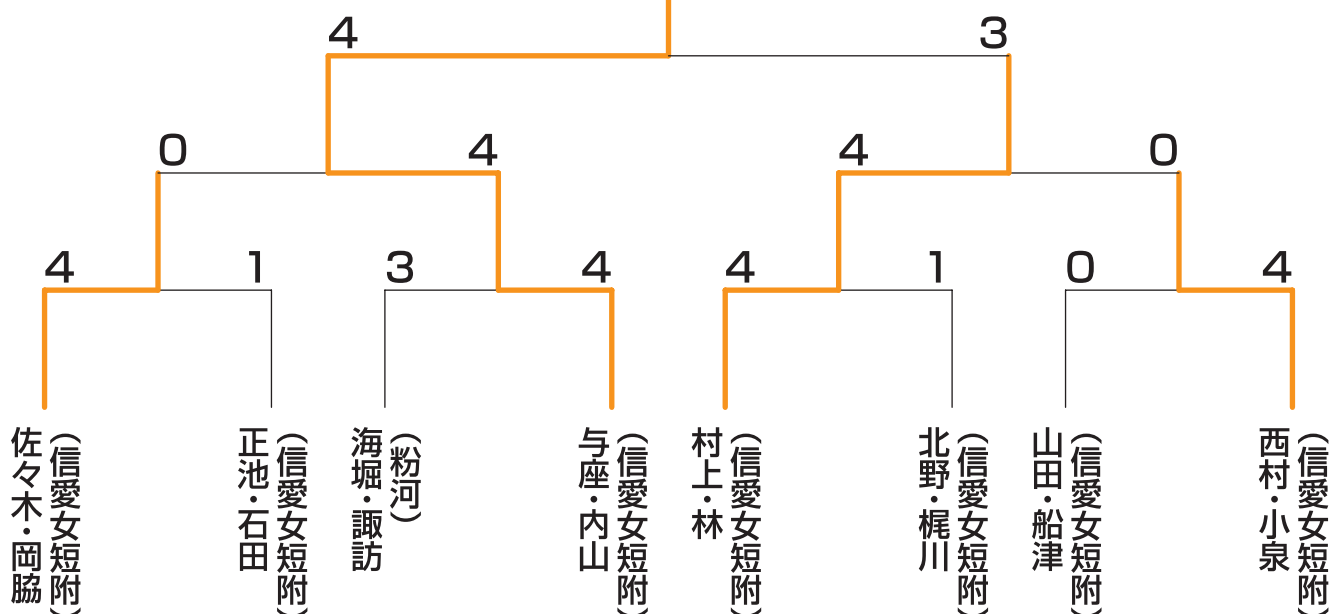 4 3
0 4 4 0
4 1 3 4 4 1 0 4
佐々木・岡脇
(信愛女短附)
正池・石田
(信愛女短附)
海堀・諏訪
(粉河)
与座・内山
(信愛女短附)
村上・林
(信愛女短附)
北野・梶川
(信愛女短附)
山田・船津
(信愛女短附)
西村・小泉
(信愛女短附)